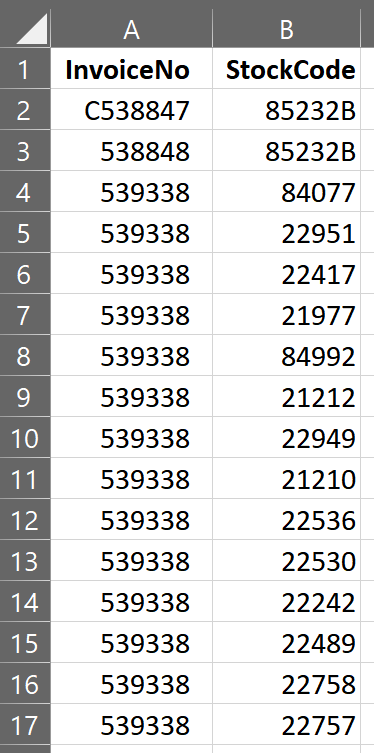 A B
1 InvoiceNo StockCode
2 C538847 85232B
3 538848 85232B
4 539338 84077
5 539338 22951
6 539338 22417
7 539338 21977
8 539338 84992
9 539338 21212
10 539338 22949
11 539338 21210
12 539338 22536
13 539338 22530
14 539338 22242
15 539338 22489
16 539338 22758
17 539338 22757